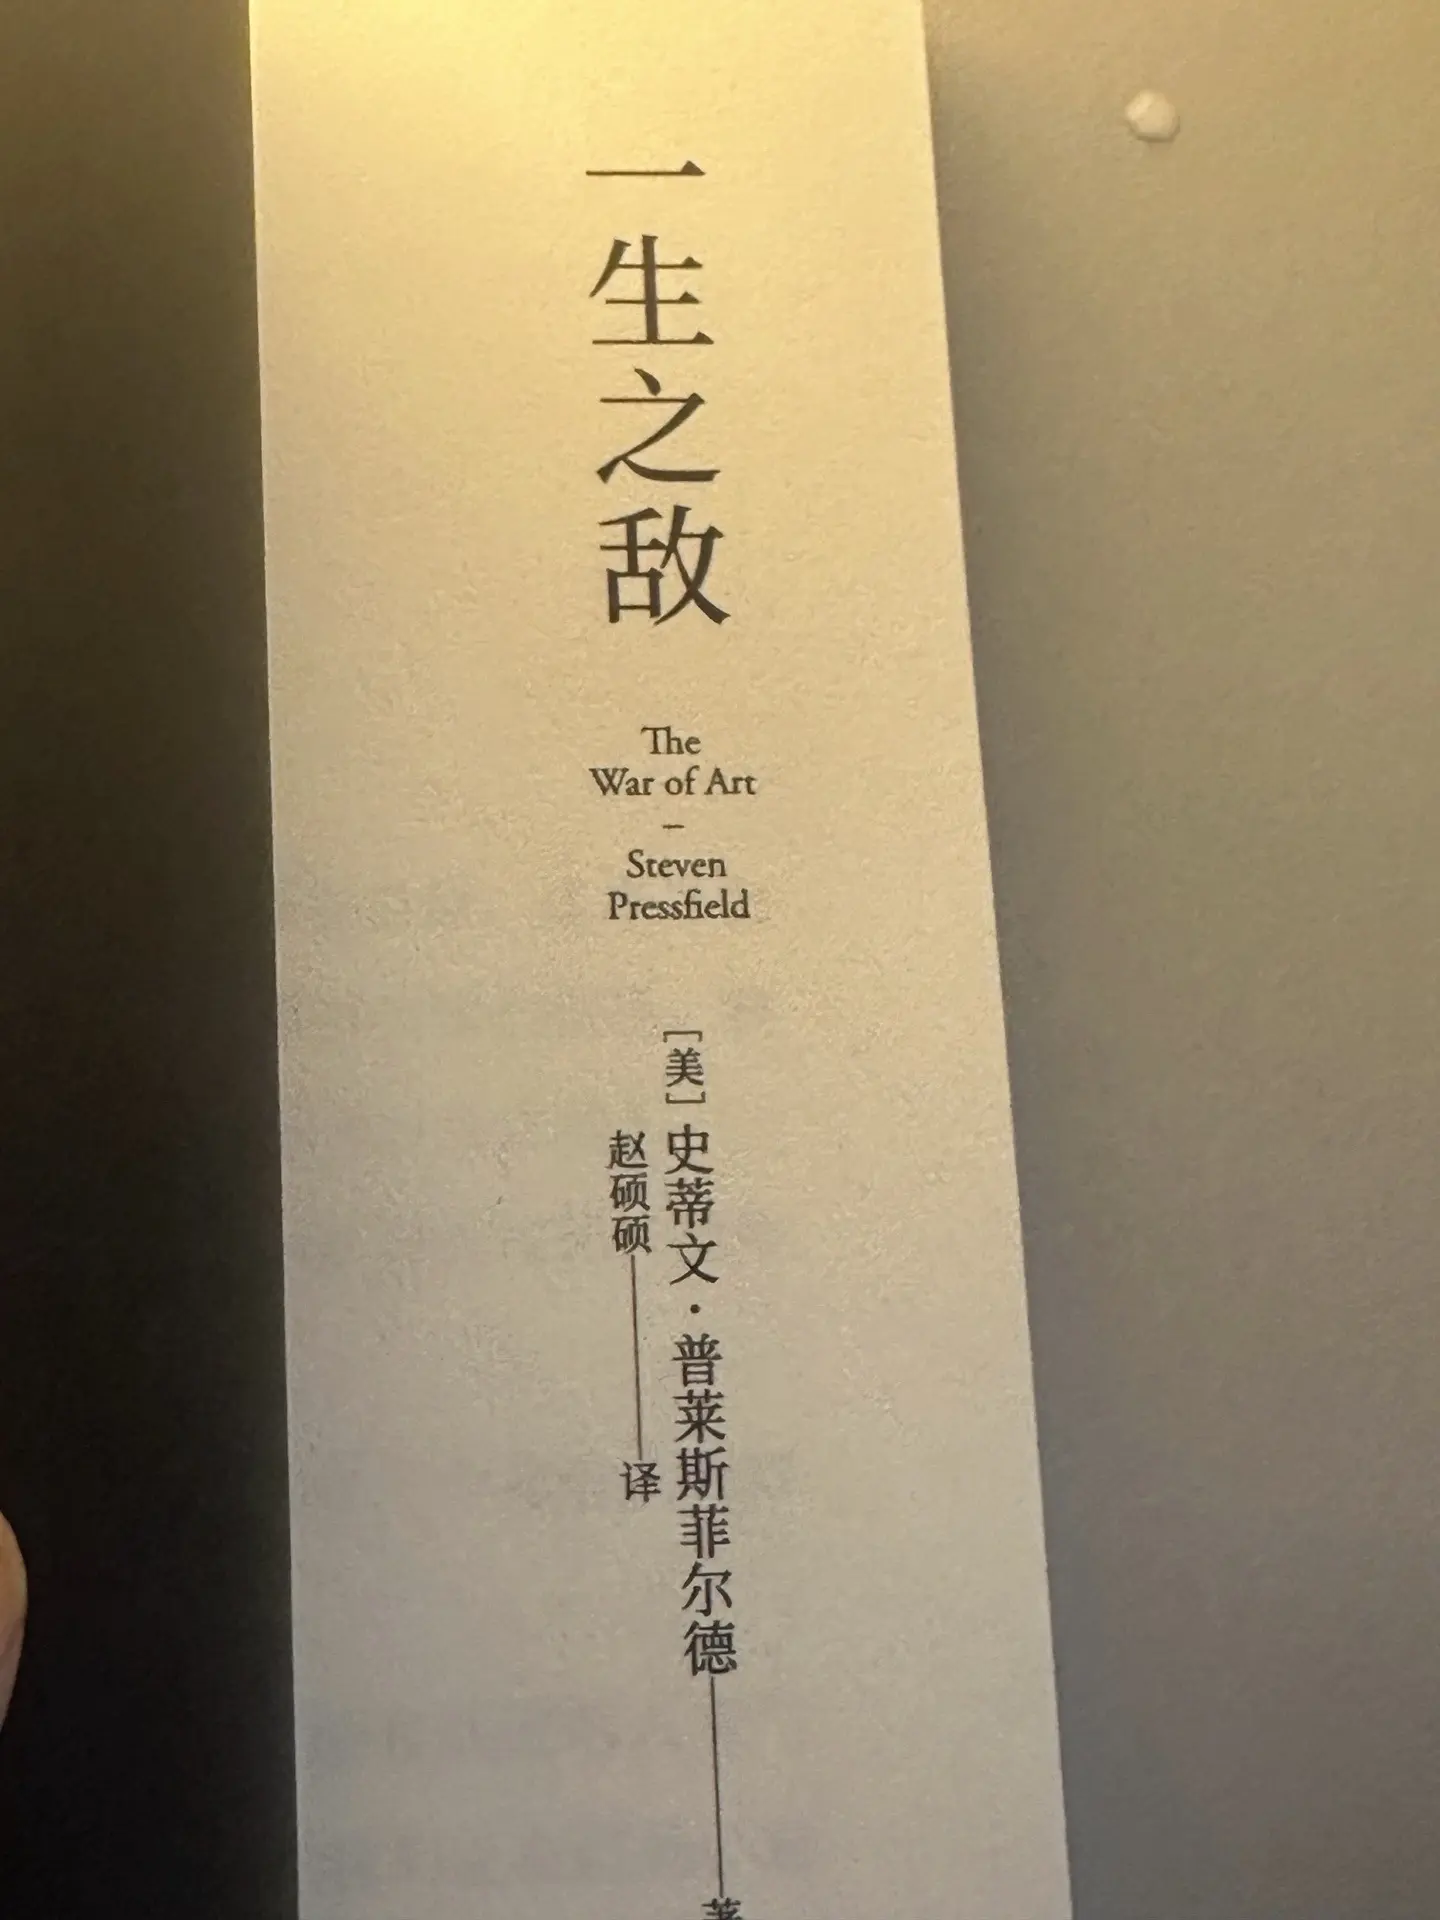 一生之敌
The
War of Art
–
Steven
Pressfield
[美]史蒂文·普莱斯菲尔德——著
赵硕硕——译